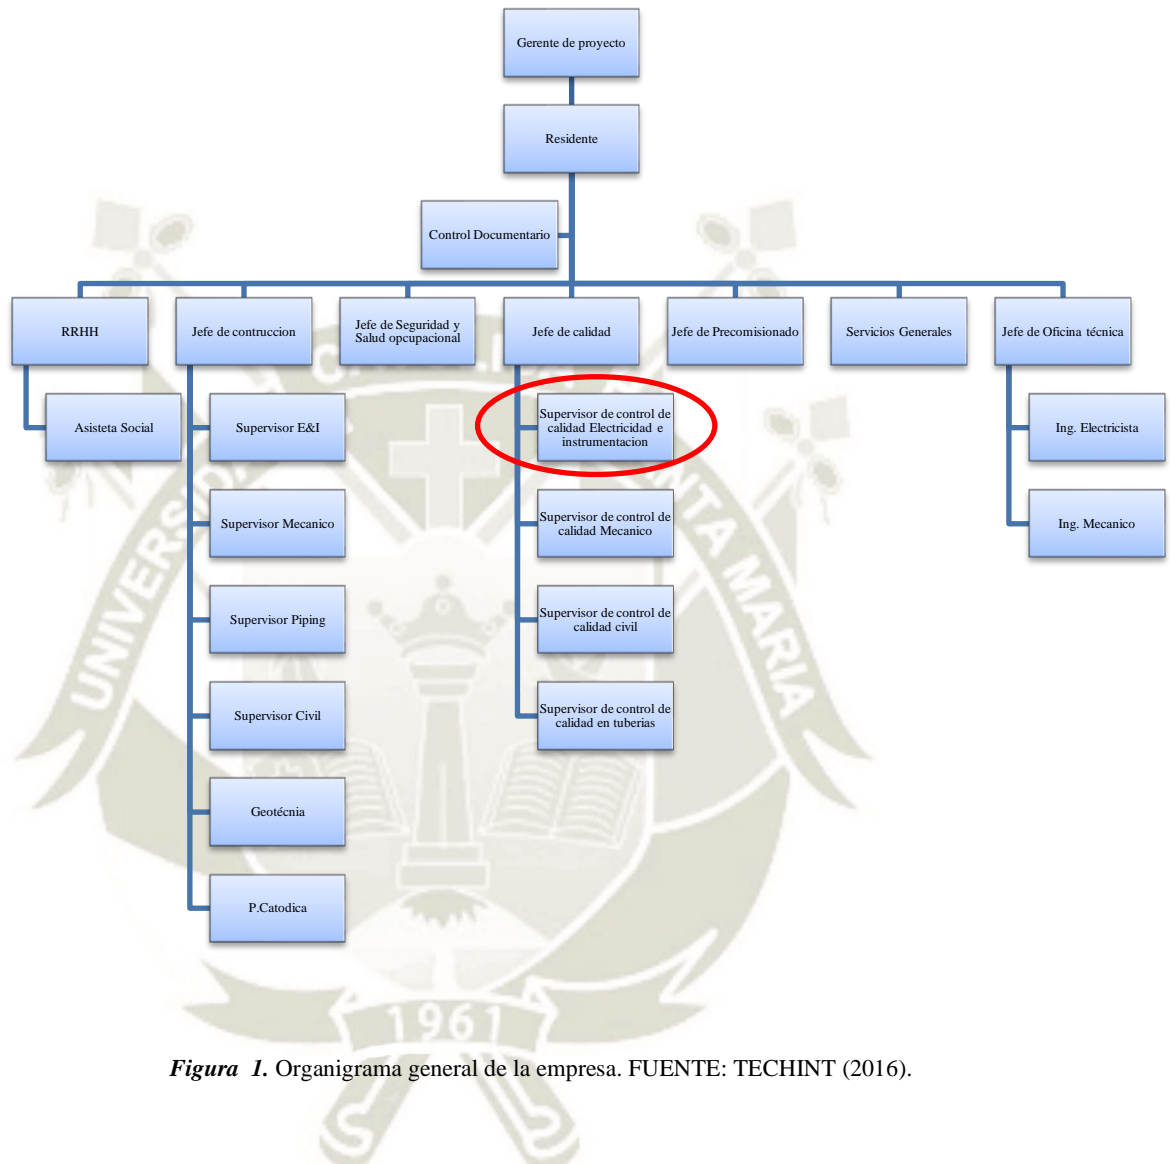 Gerente de proyecto
Residente
Control Documentario
RRHH
Jefe de contruccion
Jefe de Seguridad y
Salud opcupacional
Jefe de calidad
Jefe de Precomisionado
Servicios Generales
Jefe de Oficina técnica
Asisteta Social
Supervisor E&I
Supervisor de control de
calidad Electricidad e
instrumentacion
Ing. Electricista
Supervisor Mecanico
Supervisor de control de
calidad Mecanico
Ing. Mecanico
Supervisor Piping
Supervisor de control de
calidad civil
Supervisor Civil
Supervisor de control de
calidad en tuberias
Geotécnia
P.Catodica
1961
Figura 1. Organigrama general de la empresa. FUENTE: TECHINT (2016).